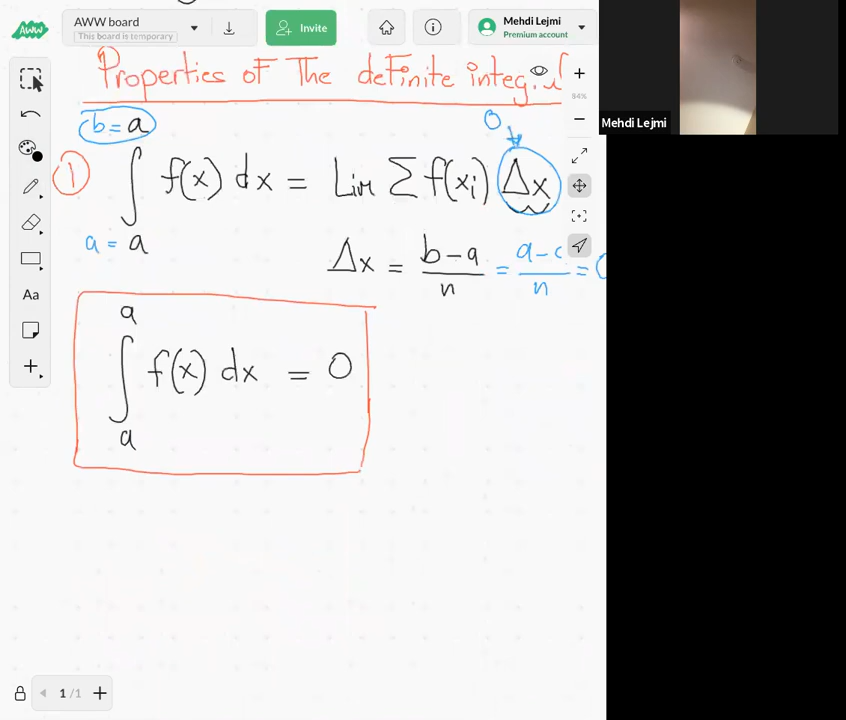 AWW board
This board is temporary
Invite
Mehdi Lejmi
Premium account
Properties of The definite
94%
Mehdi Lejmi
b = a
0
① ∫ f(x) dx = Lim Σ f(xi) Δx
a = a
Δx = b-a/n = a-c/n = 0
Aa
a
∫ f(x) dx = 0
a
1 / 1